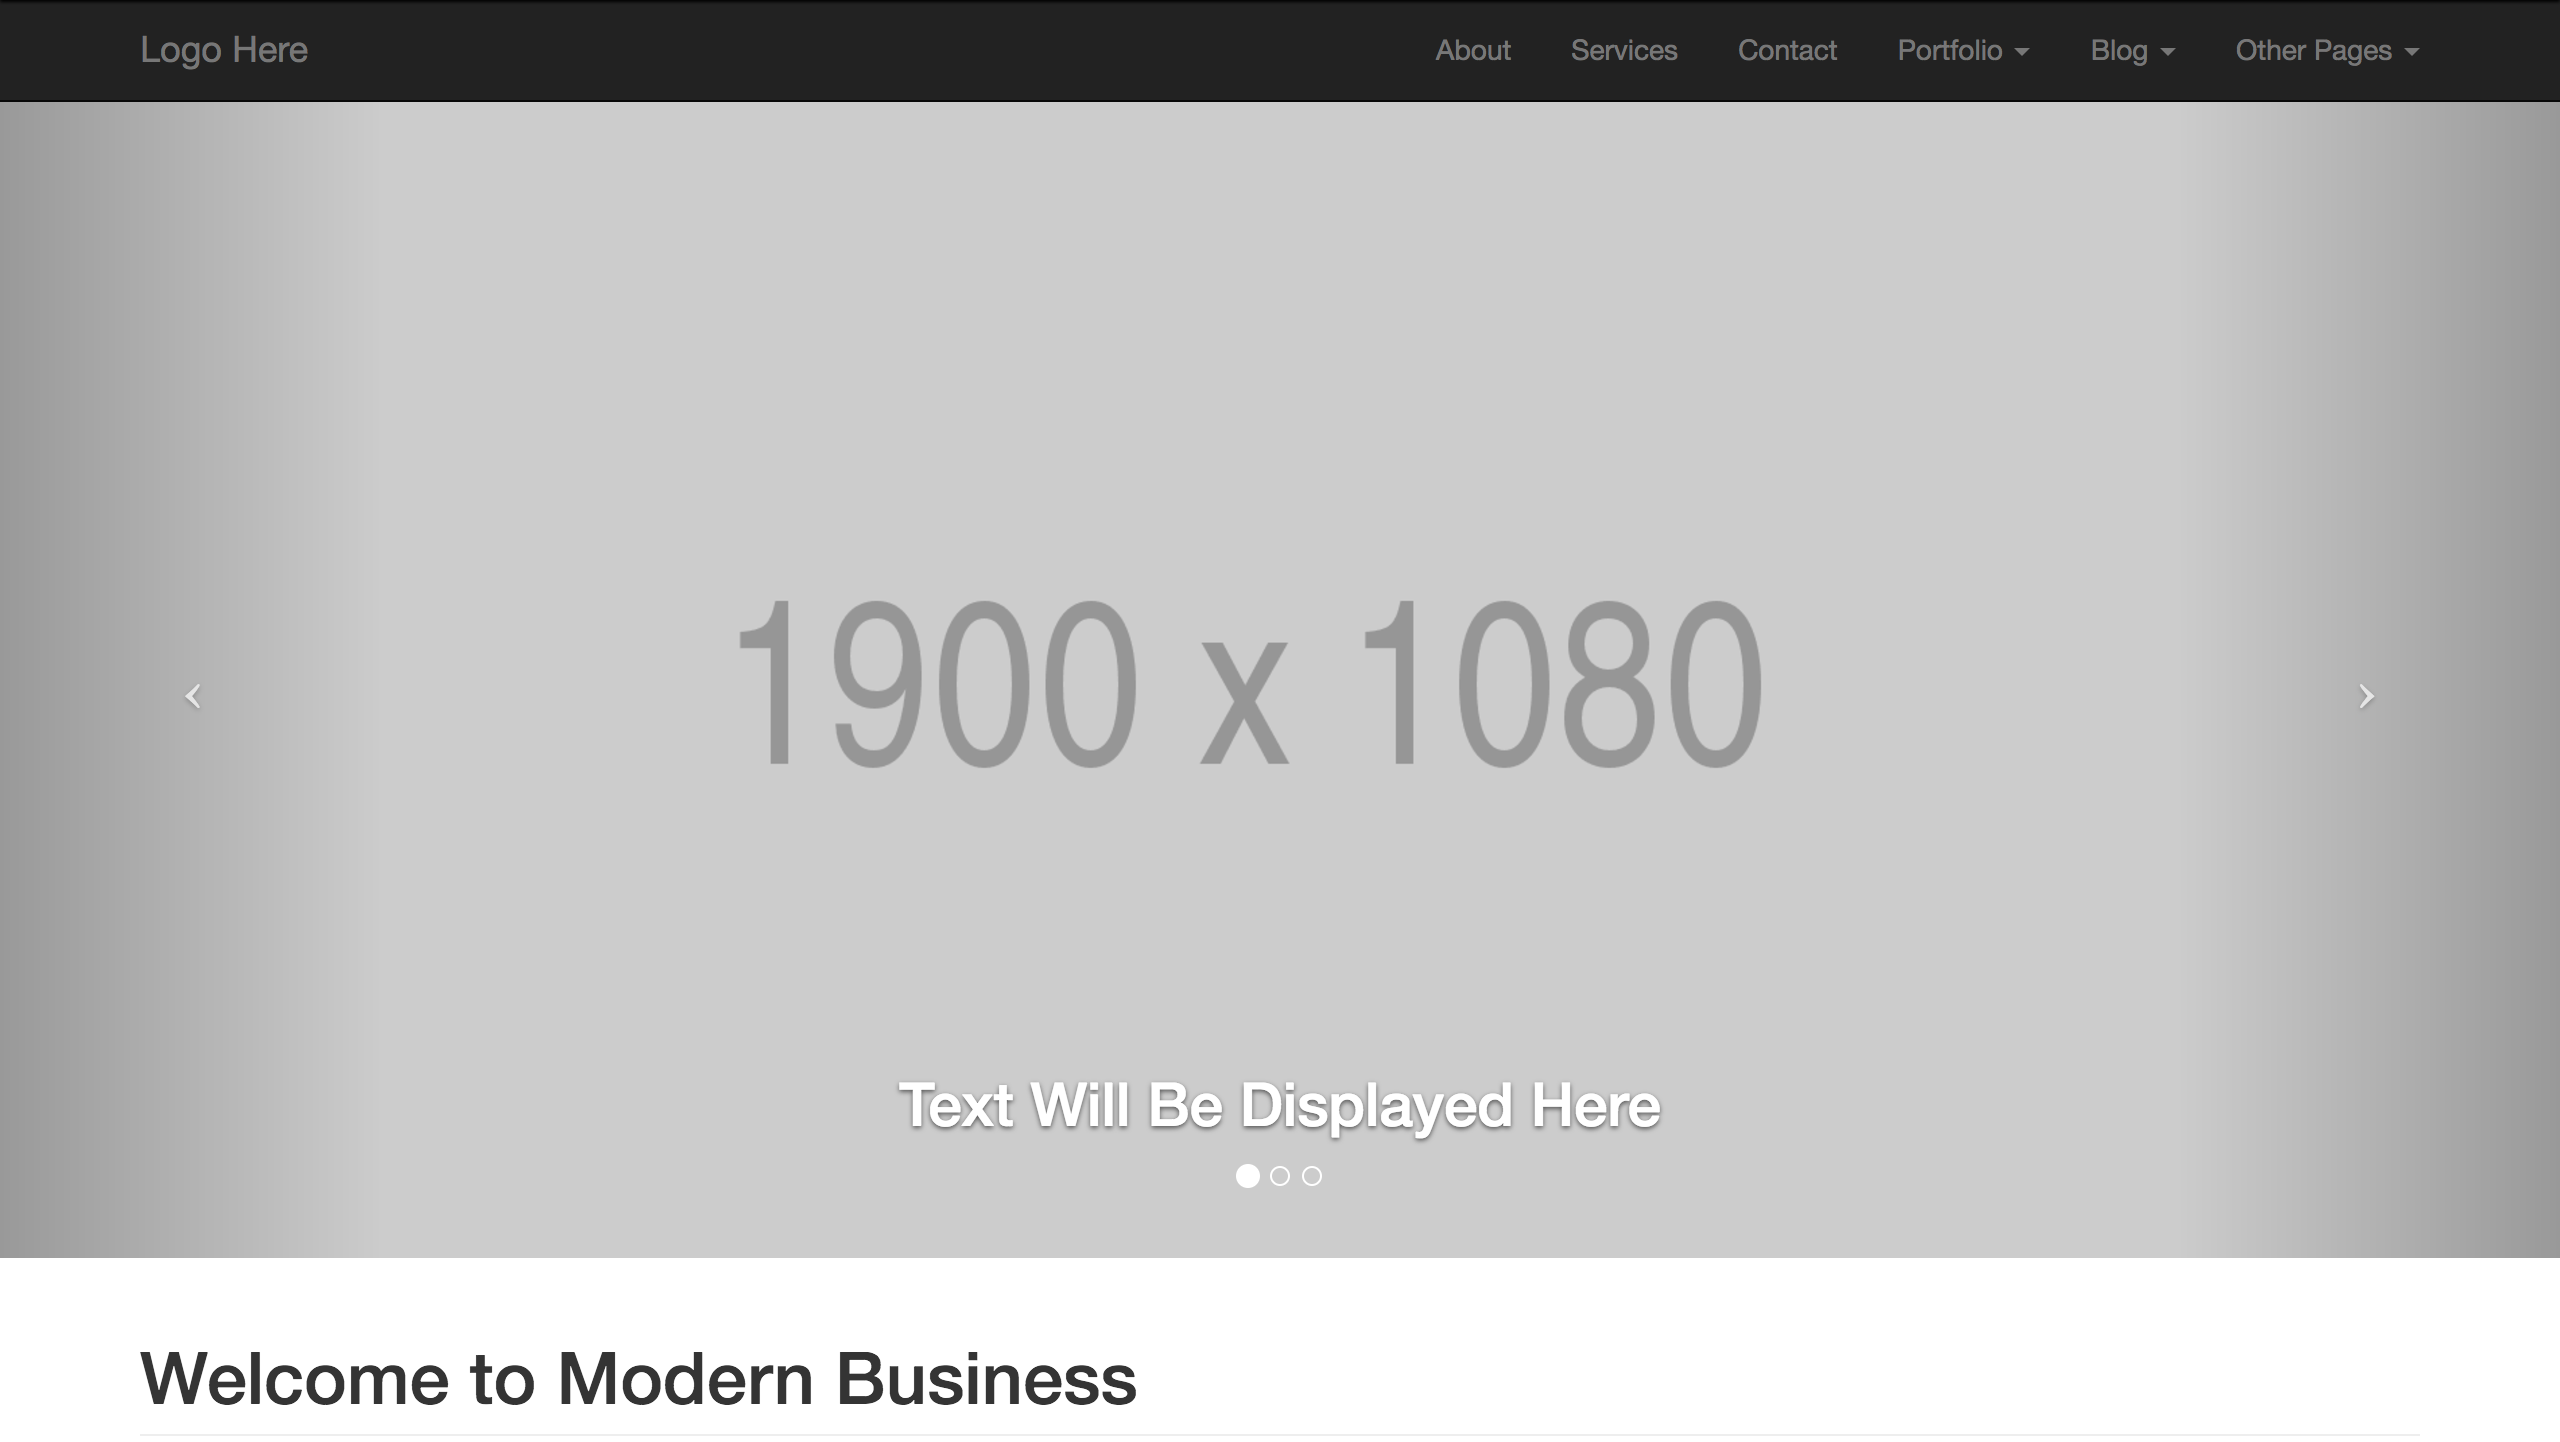 Logo Here
About Services Contact Portfolio Blog Other Pages
1900 x 1080
Text Will Be Displayed Here
Welcome to Modern Business